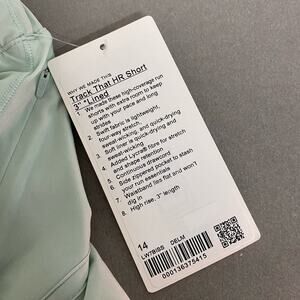 WHY WE MADE THIS
Track That HR Short
3" *Lined
1. We made these high-coverage run
shorts with extra room to keep
up with your pace and long
strides
2. Swift fabric is lightweight,
four-way stretch,
sweat-wicking, and quick-drying
3. Soft liner is quick-drying and
sweat-wicking
4. Added Lycra® fibre for stretch
and shape retention
5. Continuous drawcord
6. Side zippered pocket to stash
your run essentials
7. Waistband lies flat and won't
dig in
8. High rise, 3" length
14
LW7RISS DELM
000136375415